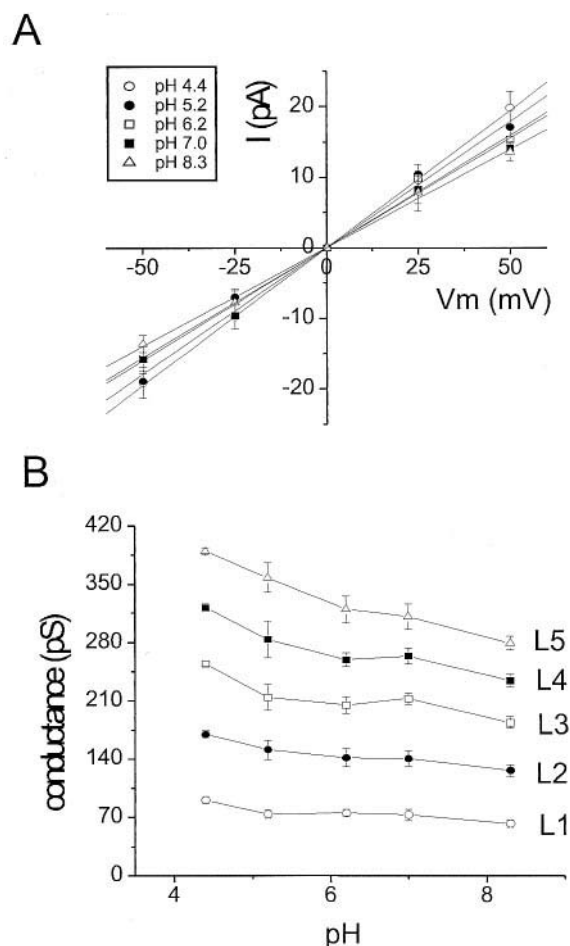 A
pH 4.4
pH 5.2
pH 6.2
pH 7.0
pH 8.3
I (pA)
20
10
0
-10
-20
-50
-25
0
25
50
Vm (mV)
B
conductance (pS)
420
350
280
210
140
70
0
L5
L4
L3
L2
L1
4
6
8
pH